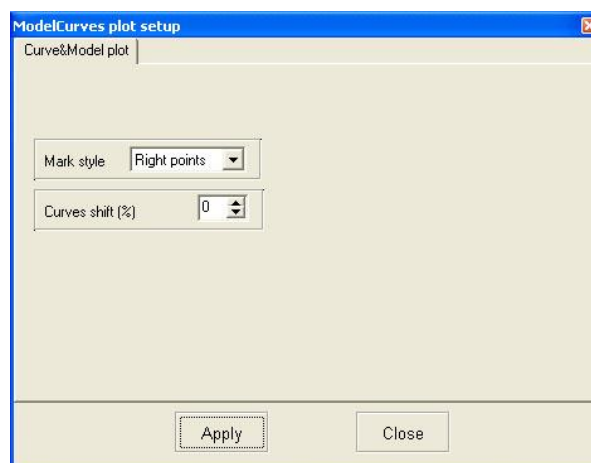 ModelCurves plot setup
Curve&Model plot
Mark style Right points
Curves shift (%) 0
Apply Close